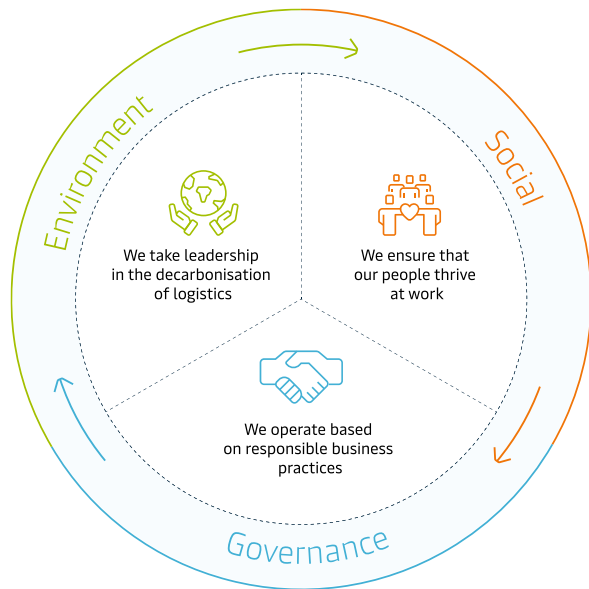 Environment
We take leadership
in the decarbonisation
of logistics
Social
We ensure that
our people thrive
at work
We operate based
on responsible business
practices
Governance